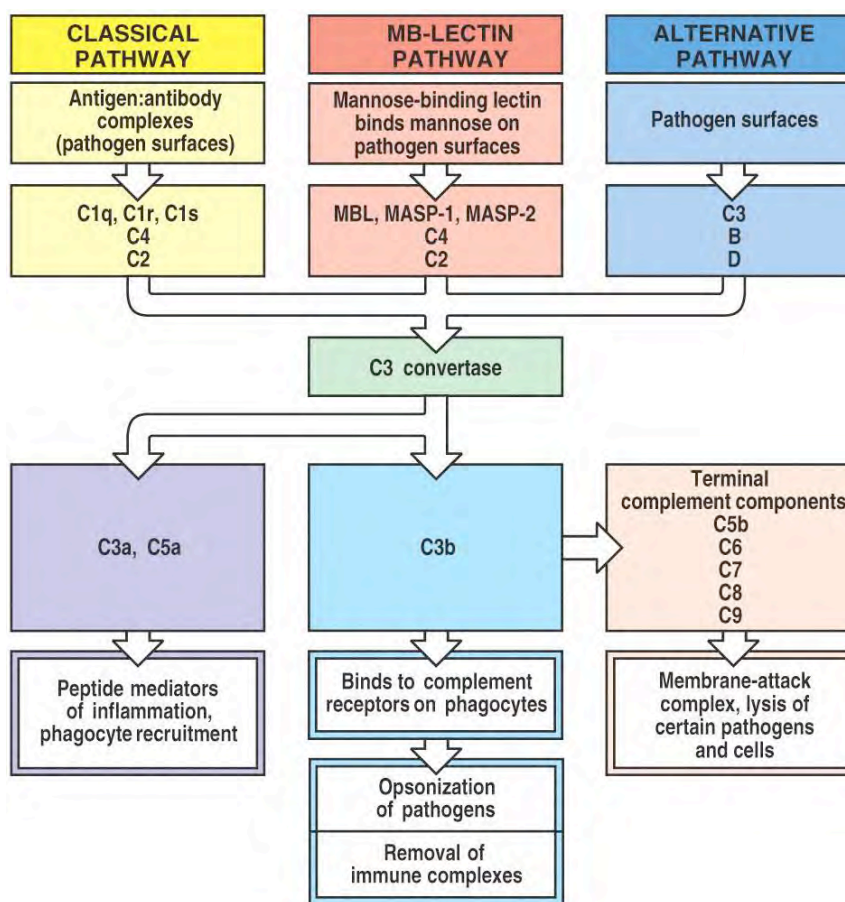 CLASSICAL
PATHWAY
Antigen:antibody
complexes
(pathogen surfaces)
C1q, C1r, C1s
C4
C2
MB-LECTIN
PATHWAY
Mannose-binding lectin
binds mannose on
pathogen surfaces
MBL, MASP-1, MASP-2
C4
C2
ALTERNATIVE
PATHWAY
Pathogen surfaces
C3
B
D
C3 convertase
C3a, C5a
Peptide mediators
of inflammation,
phagocyte recruitment
C3b
Binds to complement
receptors on phagocytes
Opsonization
of pathogens
Removal of
immune complexes
Terminal
complement components
C5b
C6
C7
C8
C9
Membrane-attack
complex, lysis of
certain pathogens
and cells